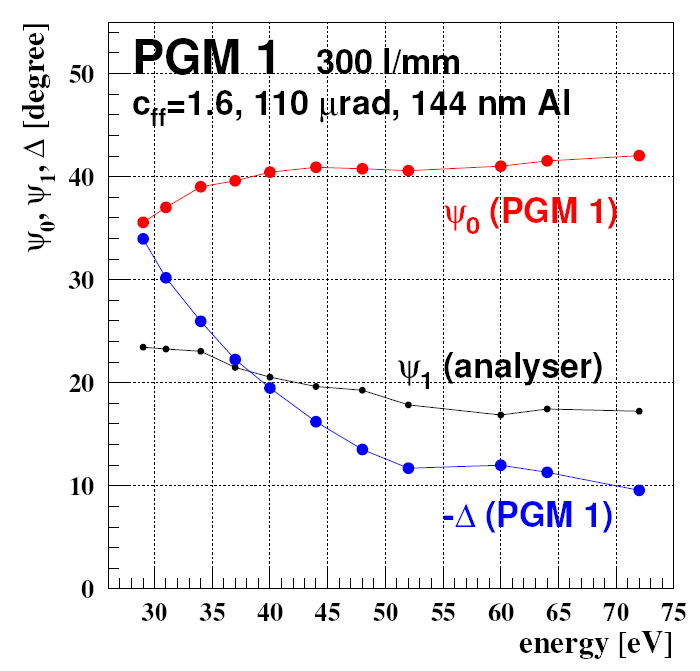 PGM 1 300 l/mm
c_ff=1.6, 110 μrad, 144 nm Al
ψ₀, ψ₁, Δ [degree]
50
40
ψ₀ (PGM 1)
30
ψ₁ (analyser)
20
10
-Δ (PGM 1)
0
30 35 40 45 50 55 60 65 70 75
energy [eV]